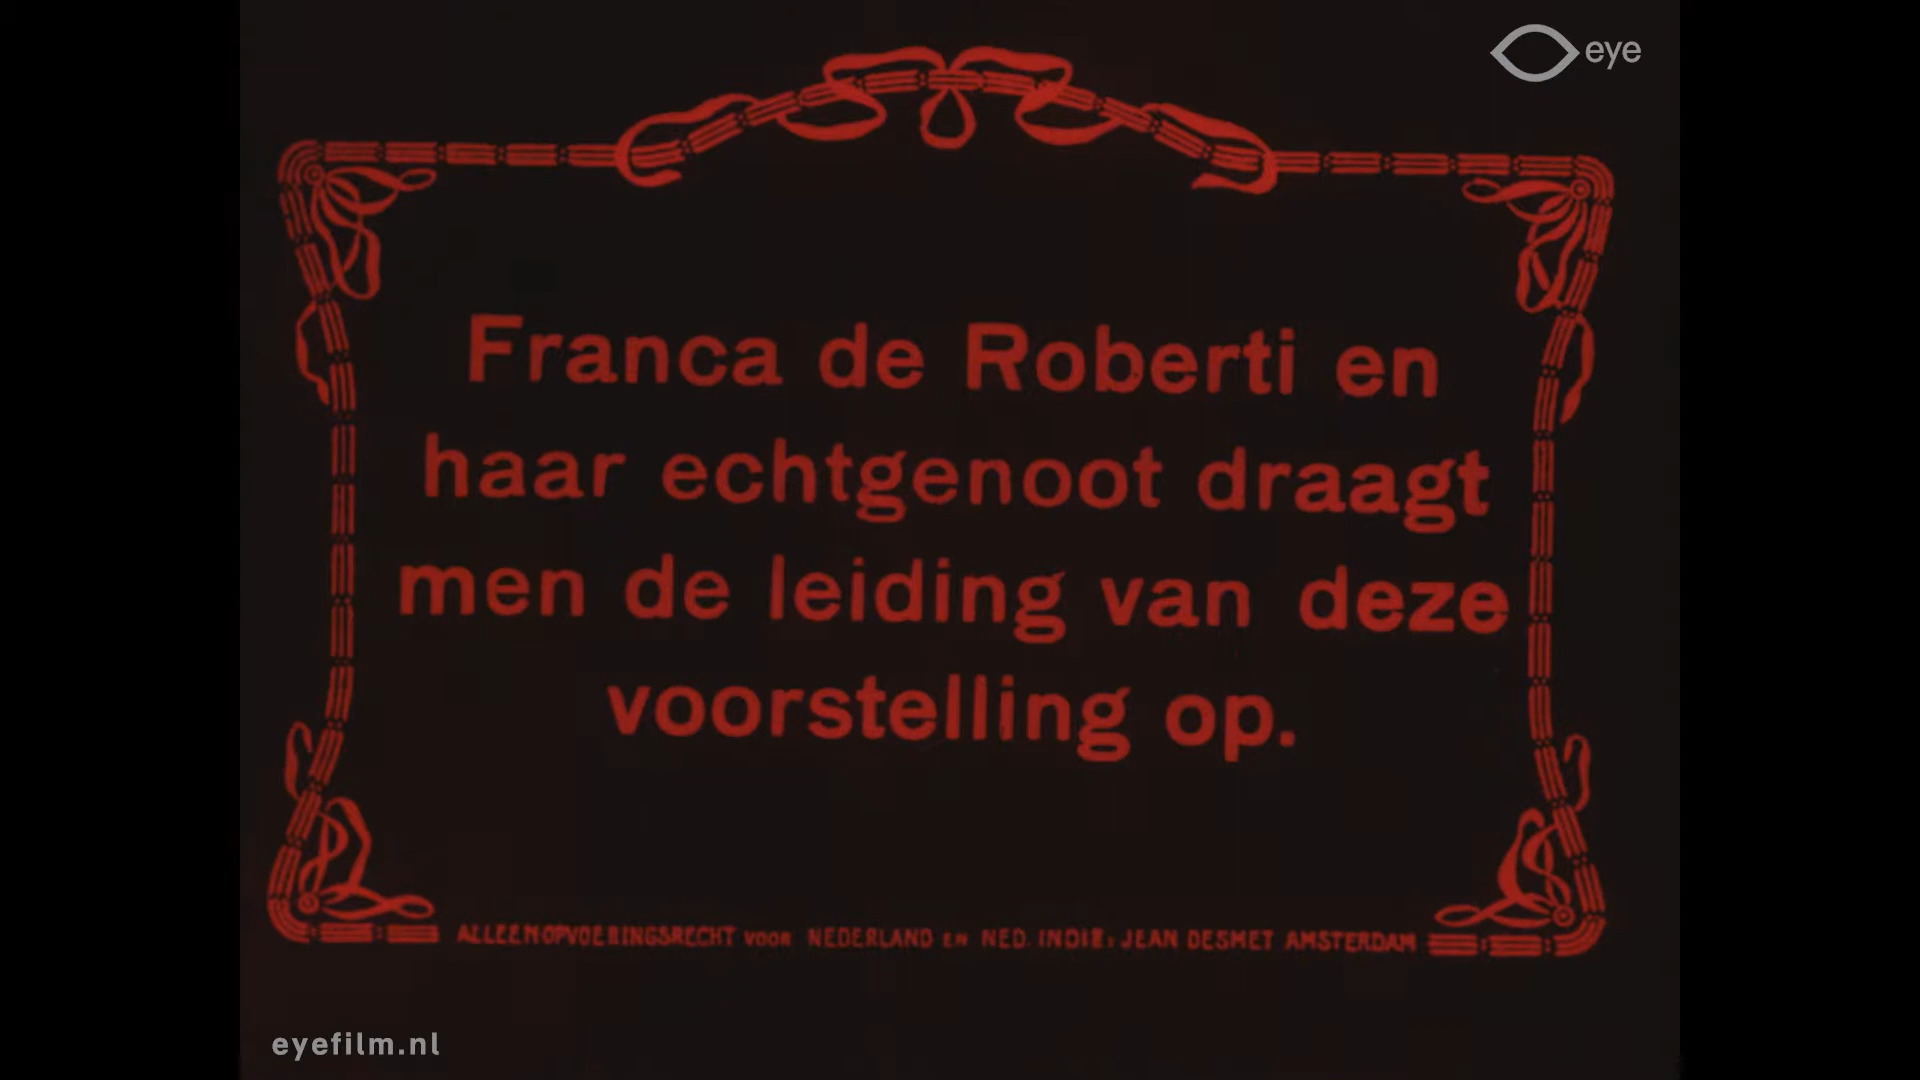 eye
Franca de Roberti en
haar echtgenoot draagt
men de leiding van deze
voorstelling op.
ALLEENOPVOERINGSRECHT VOOR NEDERLAND EN NED. INDIE: JEAN DESMET AMSTERDAM
eyefilm.nl